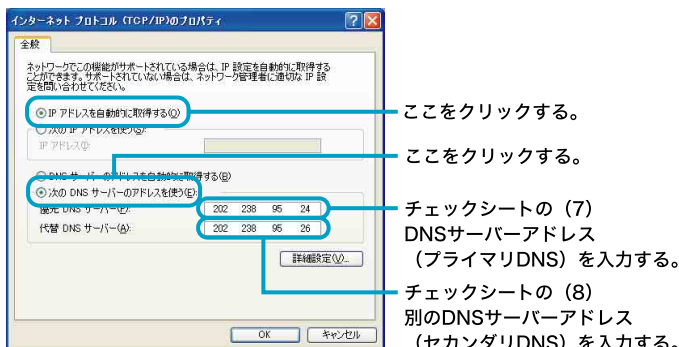 インターネット プロトコル (TCP/IP)のプロパティ
全般
ネットワークでこの機能がサポートされている場合は、IP 設定を自動的に取得する
ことができます。サポートされていない場合は、ネットワーク管理者に適切な IP 設
定を問い合わせてください。
IP アドレスを自動的に取得する(O)
次の IP アドレスを使う(S):
IP アドレス(I):
DNS サーバーのアドレスを自動的に取得する(B)
次の DNS サーバーのアドレスを使う(E):
優先 DNS サーバー(P): 202 238 95 24
代替 DNS サーバー(A): 202 238 95 26
詳細設定(V)...
OK キャンセル
ここをクリックする。
ここをクリックする。
チェックシートの（7）
DNSサーバーアドレス
（プライマリDNS）を入力する。
チェックシートの（8）
別のDNSサーバーアドレス
（セカンダリDNS）を入力する。